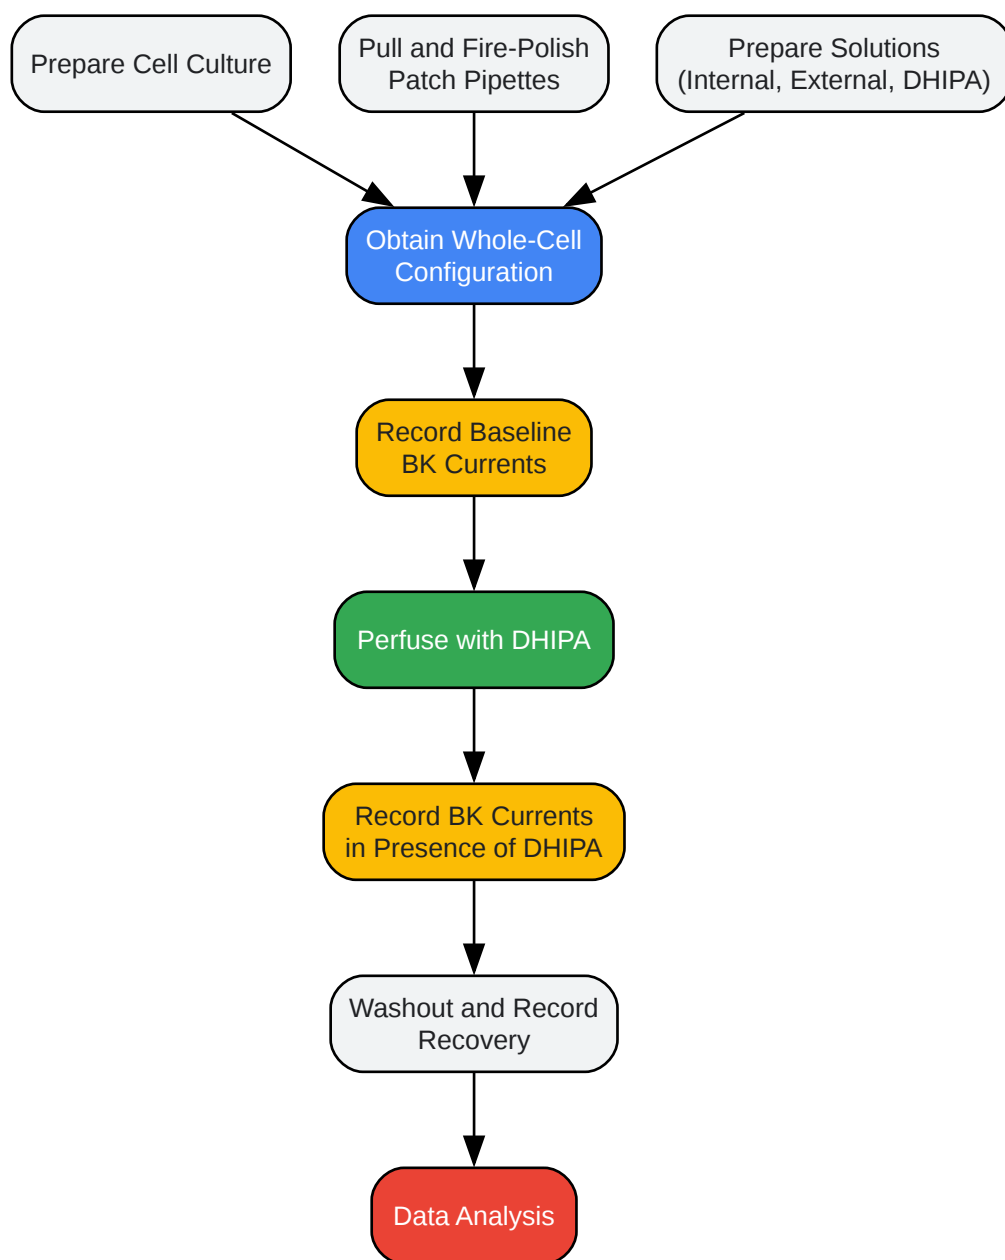 Prepare Cell Culture
Pull and Fire-Polish
Patch Pipettes
Prepare Solutions
(Internal, External, DHIPA)
Obtain Whole-Cell
Configuration
Record Baseline
BK Currents
Perfuse with DHIPA
Record BK Currents
in Presence of DHIPA
Washout and Record
Recovery
Data Analysis